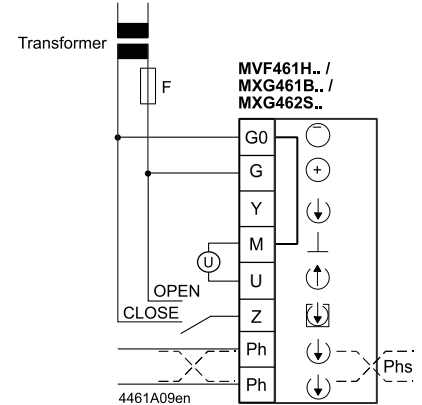 Transformer
F
MVF461H.. /
MXG461B.. /
MXG462S..
G0
G
+
Y
M
U
U
OPEN
CLOSE
Z
Ph
Ph
Phs
4461A09en